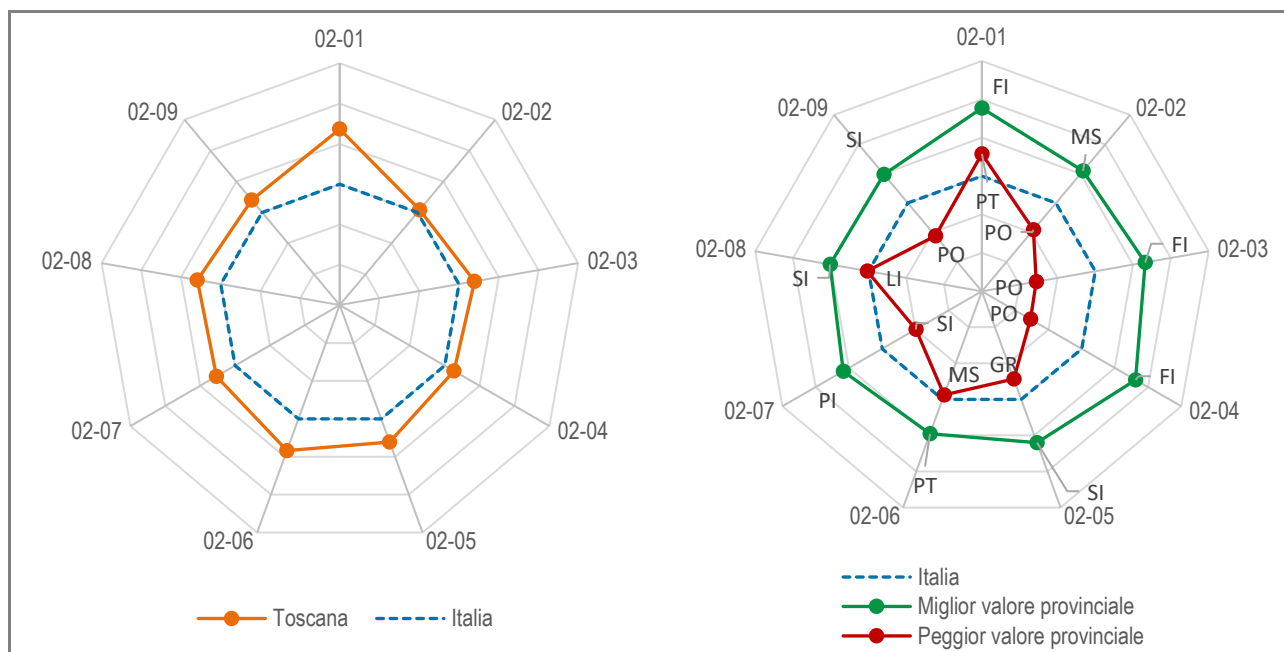 02-01
02-02
02-03
02-04
02-05
02-06
02-07
02-08
02-09
Toscana
Italia
02-01
02-02
02-03
02-04
02-05
02-06
02-07
02-08
02-09
FI
MS
FI
FI
SI
PT
PI
SI
SI
PT
PO
PO
PO
GR
MS
SI
LI
PO
Italia
Miglior valore provinciale
Peggior valore provinciale